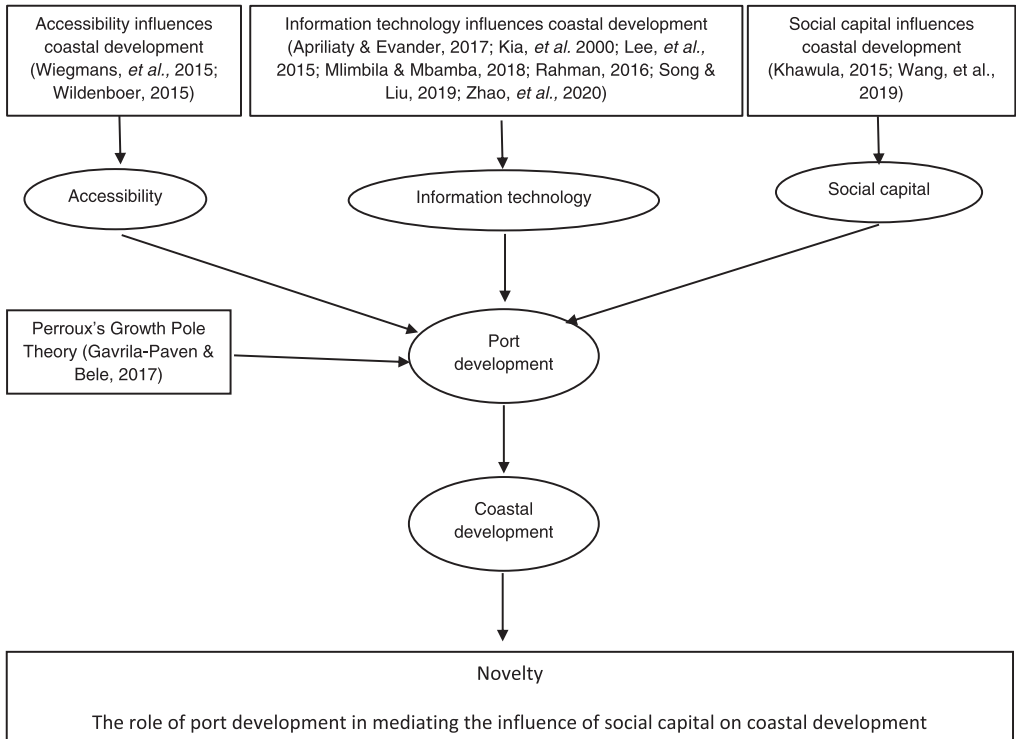 Accessibility influences
coastal development
(Wiegmans, et al., 2015;
Wildenboer, 2015)
Information technology influences coastal development
(Apriliaty & Evander, 2017; Kia, et al. 2000; Lee, et al.,
2015; Mlimbila & Mbamba, 2018; Rahman, 2016; Song &
Liu, 2019; Zhao, et al., 2020)
Social capital influences
coastal development
(Khawula, 2015; Wang, et al.,
2019)
Accessibility
Information technology
Social capital
Perroux's Growth Pole
Theory (Gavrila-Paven &
Bele, 2017)
Port
development
Coastal
development
Novelty
The role of port development in mediating the influence of social capital on coastal development